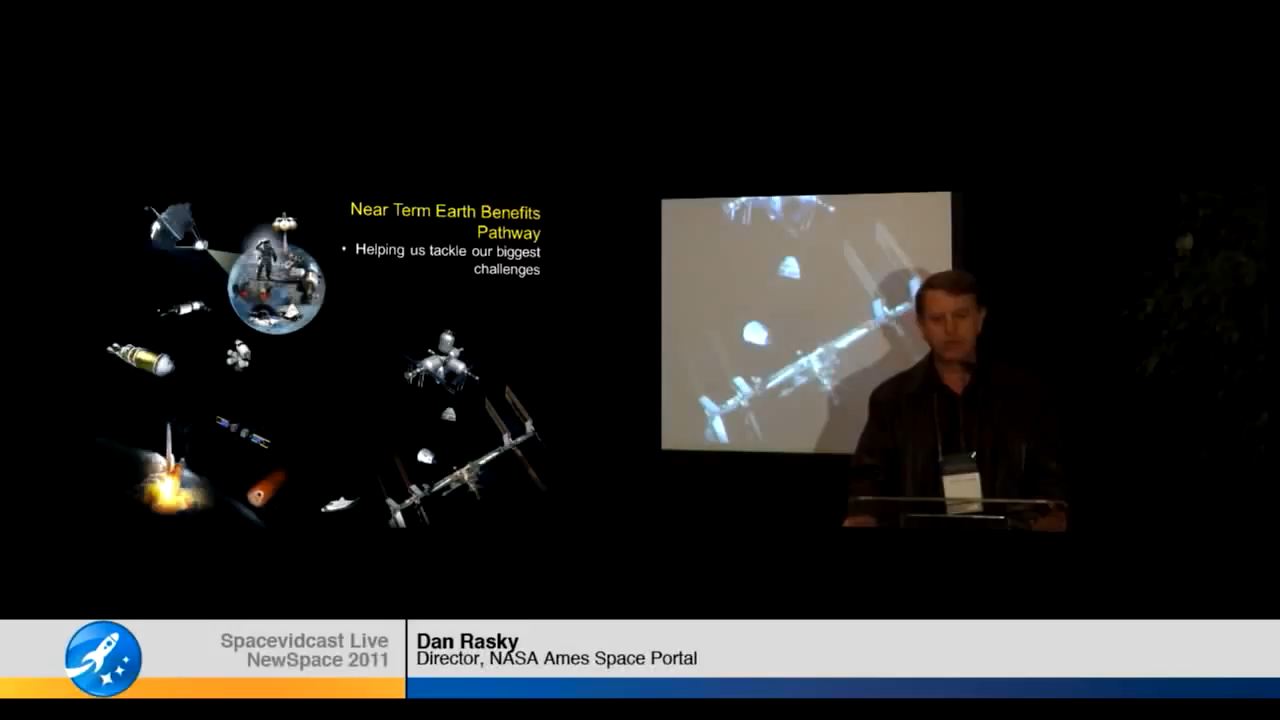 Near Term Earth Benefits
Pathway
• Helping us tackle our biggest
challenges
Spacevidcast Live
NewSpace 2011
Dan Rasky
Director, NASA Ames Space Portal